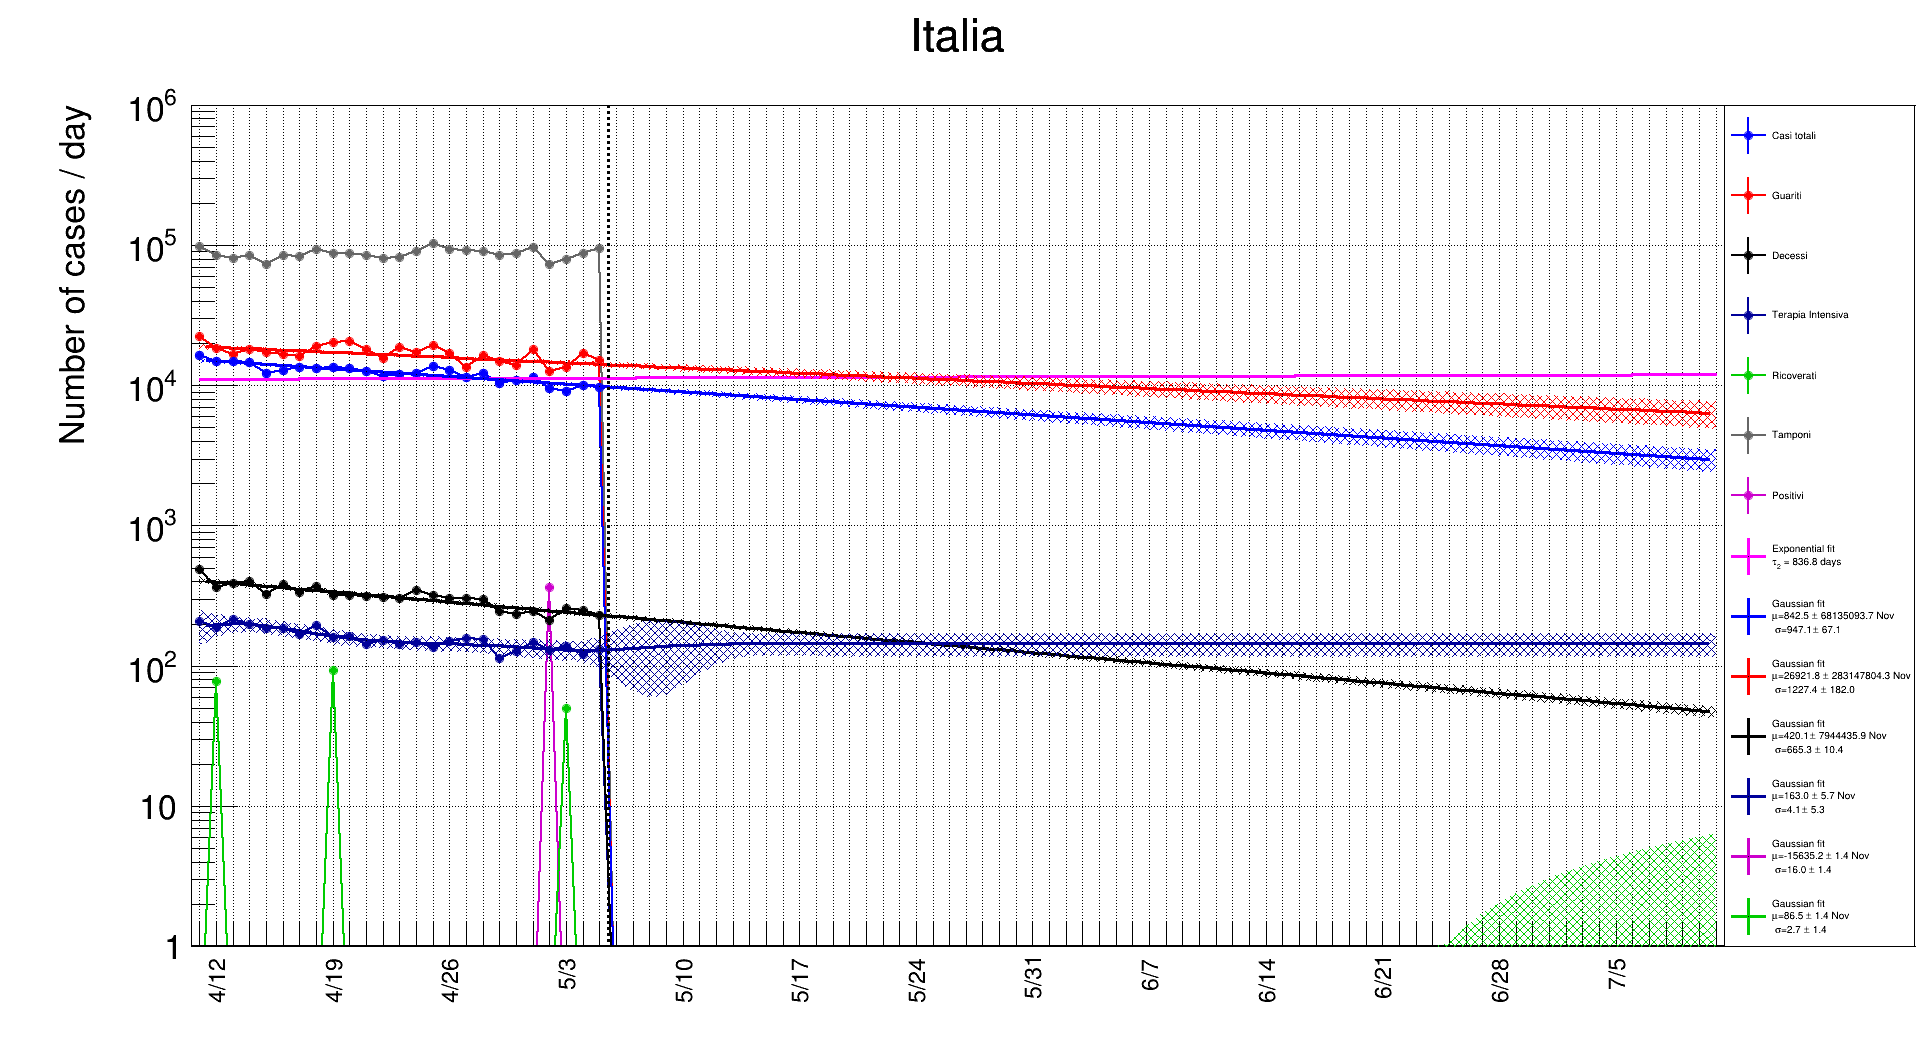 Italia
Number of cases / day
10^6
10^5
10^4
10^3
10^2
10
1
4/12
4/19
4/26
5/3
5/10
5/17
5/24
5/31
6/7
6/14
6/21
6/28
7/5
Casi totali
Guariti
Decessi
Terapia Intensiva
Ricoverati
Tamponi
Positivi
Exponential fit
τ_2 = 836.8 days
Gaussian fit
μ=842.5 ± 68135093.7 Nov
σ=947.1± 67.1
Gaussian fit
μ=26921.8 ± 283147804.3 Nov
σ=1227.4 ± 182.0
Gaussian fit
μ=420.1± 7944435.9 Nov
σ=665.3 ± 10.4
Gaussian fit
μ=163.0 ± 5.7 Nov
σ=4.1± 5.3
Gaussian fit
μ=-15635.2 ± 1.4 Nov
σ=16.0 ± 1.4
Gaussian fit
μ=86.5 ± 1.4 Nov
σ=2.7 ± 1.4